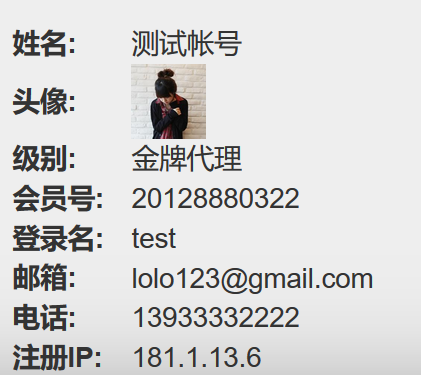 姓名: 测试帐号
头像:
级别: 金牌代理
会员号: 20128880322
登录名: test
邮箱: lolo123@gmail.com
电话: 13933332222
注册IP: 181.1.13.6